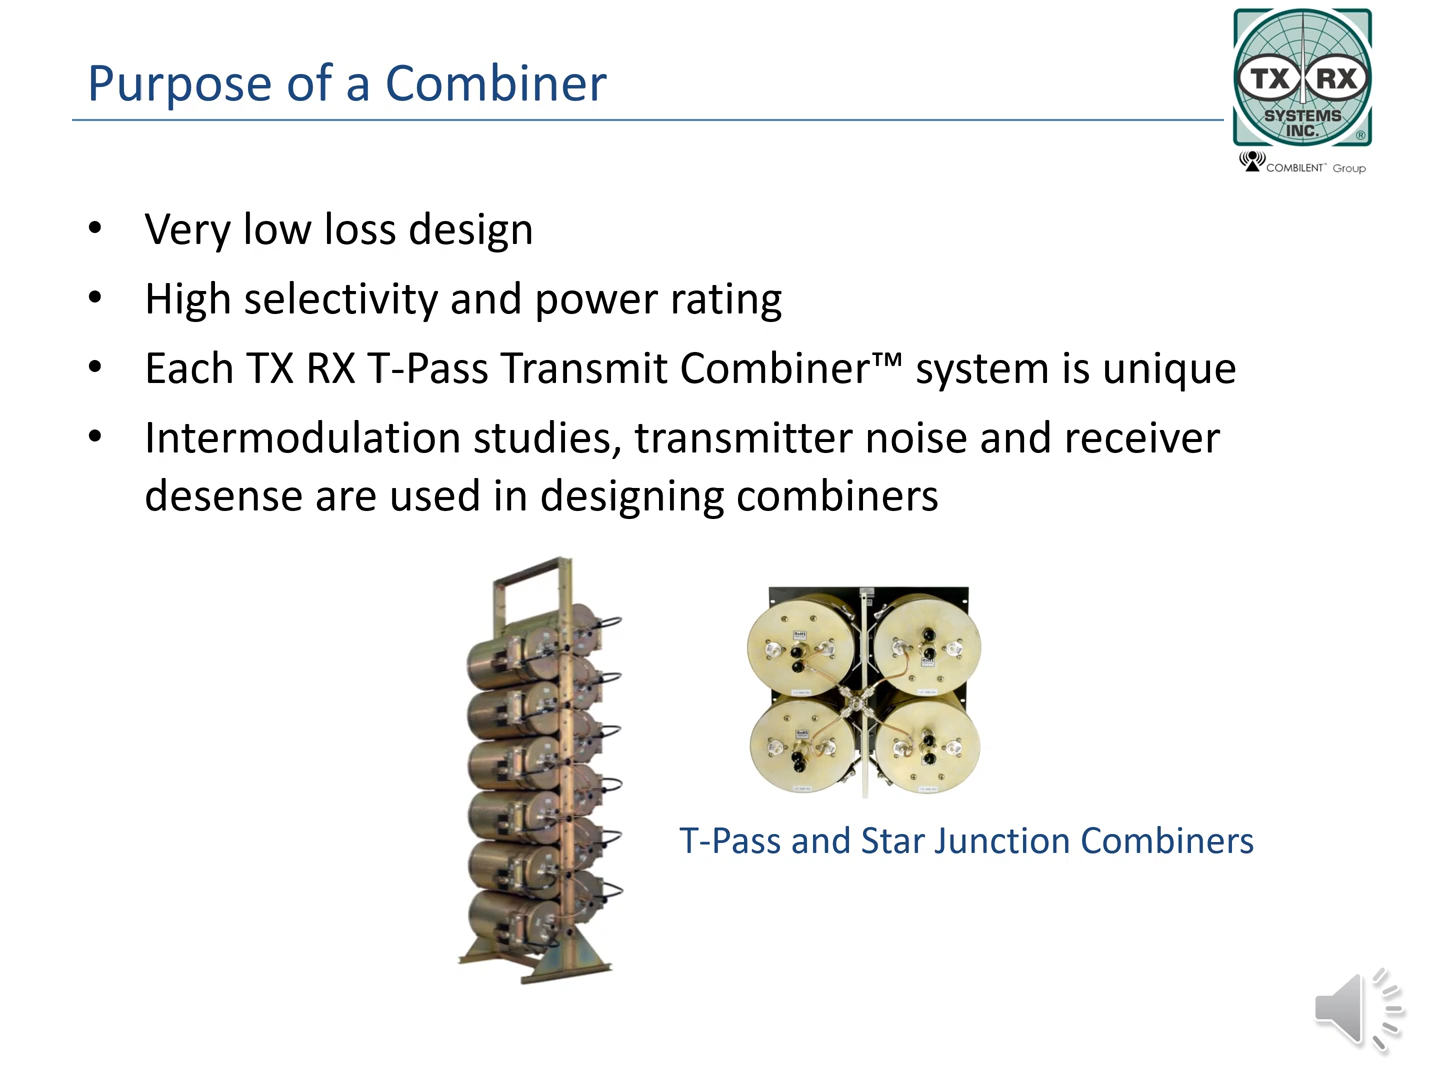 Purpose of a Combiner
TX RX
SYSTEMS
INC.
®
COMBILENT™ Group
• Very low loss design
• High selectivity and power rating
• Each TX RX T-Pass Transmit Combiner™ system is unique
• Intermodulation studies, transmitter noise and receiver
desense are used in designing combiners
T-Pass and Star Junction Combiners